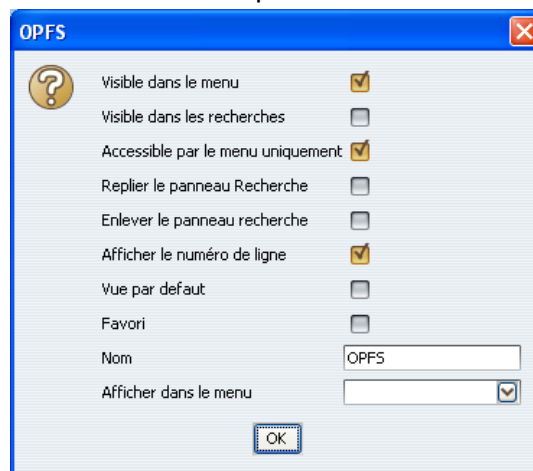 OPFS
Visible dans le menu
Visible dans les recherches
Accessible par le menu uniquement
Replier le panneau Recherche
Enlever le panneau recherche
Afficher le numéro de ligne
Vue par defaut
Favori
Nom OPFS
Afficher dans le menu
OK